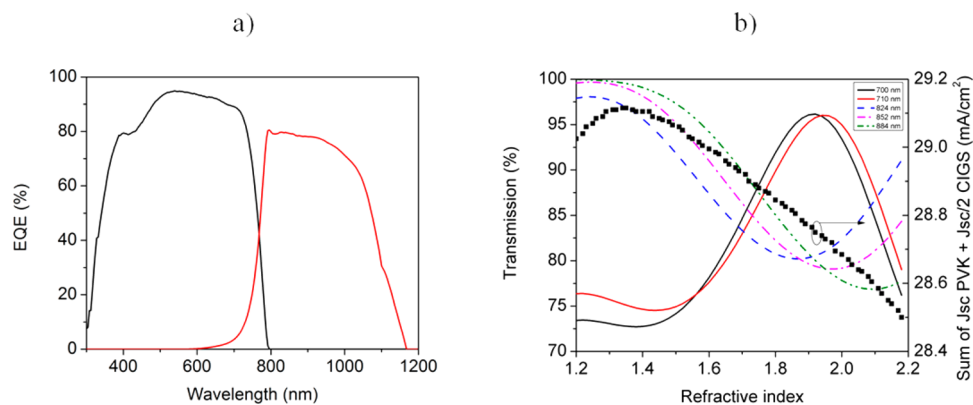 a)
b)
100
80
60
40
20
0
EQE (%)
400
600
800
1000
1200
Wavelength (nm)
100
95
90
85
80
75
70
Transmission (%)
700 nm
710 nm
824 nm
852 nm
884 nm
29.2
29.0
28.8
28.6
28.4
Sum of Jsc PVK + Jsc/2 CIGS (mA/cm²)
1.2
1.4
1.6
1.8
2.0
2.2
Refractive index